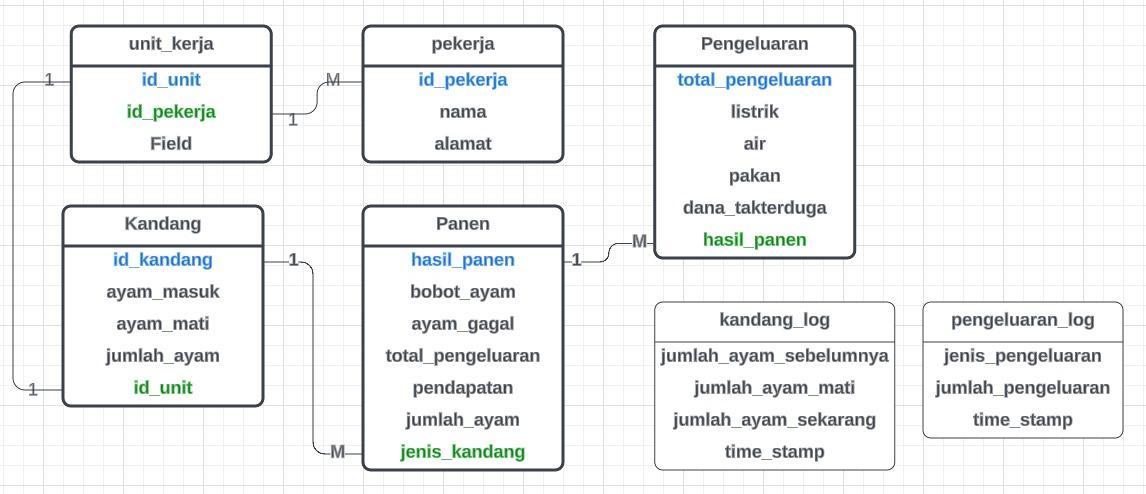 unit_kerja
id_unit
id_pekerja
Field
pekerja
id_pekerja
nama
alamat
Pengeluaran
total_pengeluaran
listrik
air
pakan
dana_takterduga
hasil_panen
1
M
1
Kandang
id_kandang
ayam_masuk
ayam_mati
jumlah_ayam
id_unit
1
1
M
Panen
hasil_panen
bobot_ayam
ayam_gagal
total_pengeluaran
pendapatan
jumlah_ayam
jenis_kandang
1
M
kandang_log
jumlah_ayam_sebelumnya
jumlah_ayam_mati
jumlah_ayam_sekarang
time_stamp
pengeluaran_log
jenis_pengeluaran
jumlah_pengeluaran
time_stamp